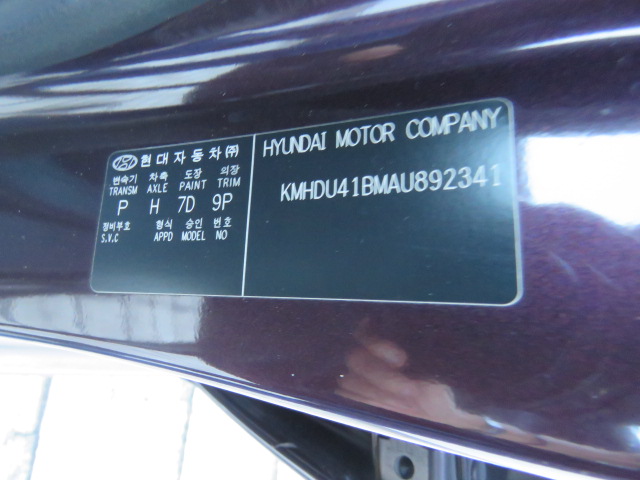 현대자동차㈜
변속기 차축 도장 외장
TRANSM AXLE PAINT TRIM
P H 7D 9P
정비부호 형식 승인 번호
S.V.C APPD MODEL NO
HYUNDAI MOTOR COMPANY
KMHDU41BMAU892341